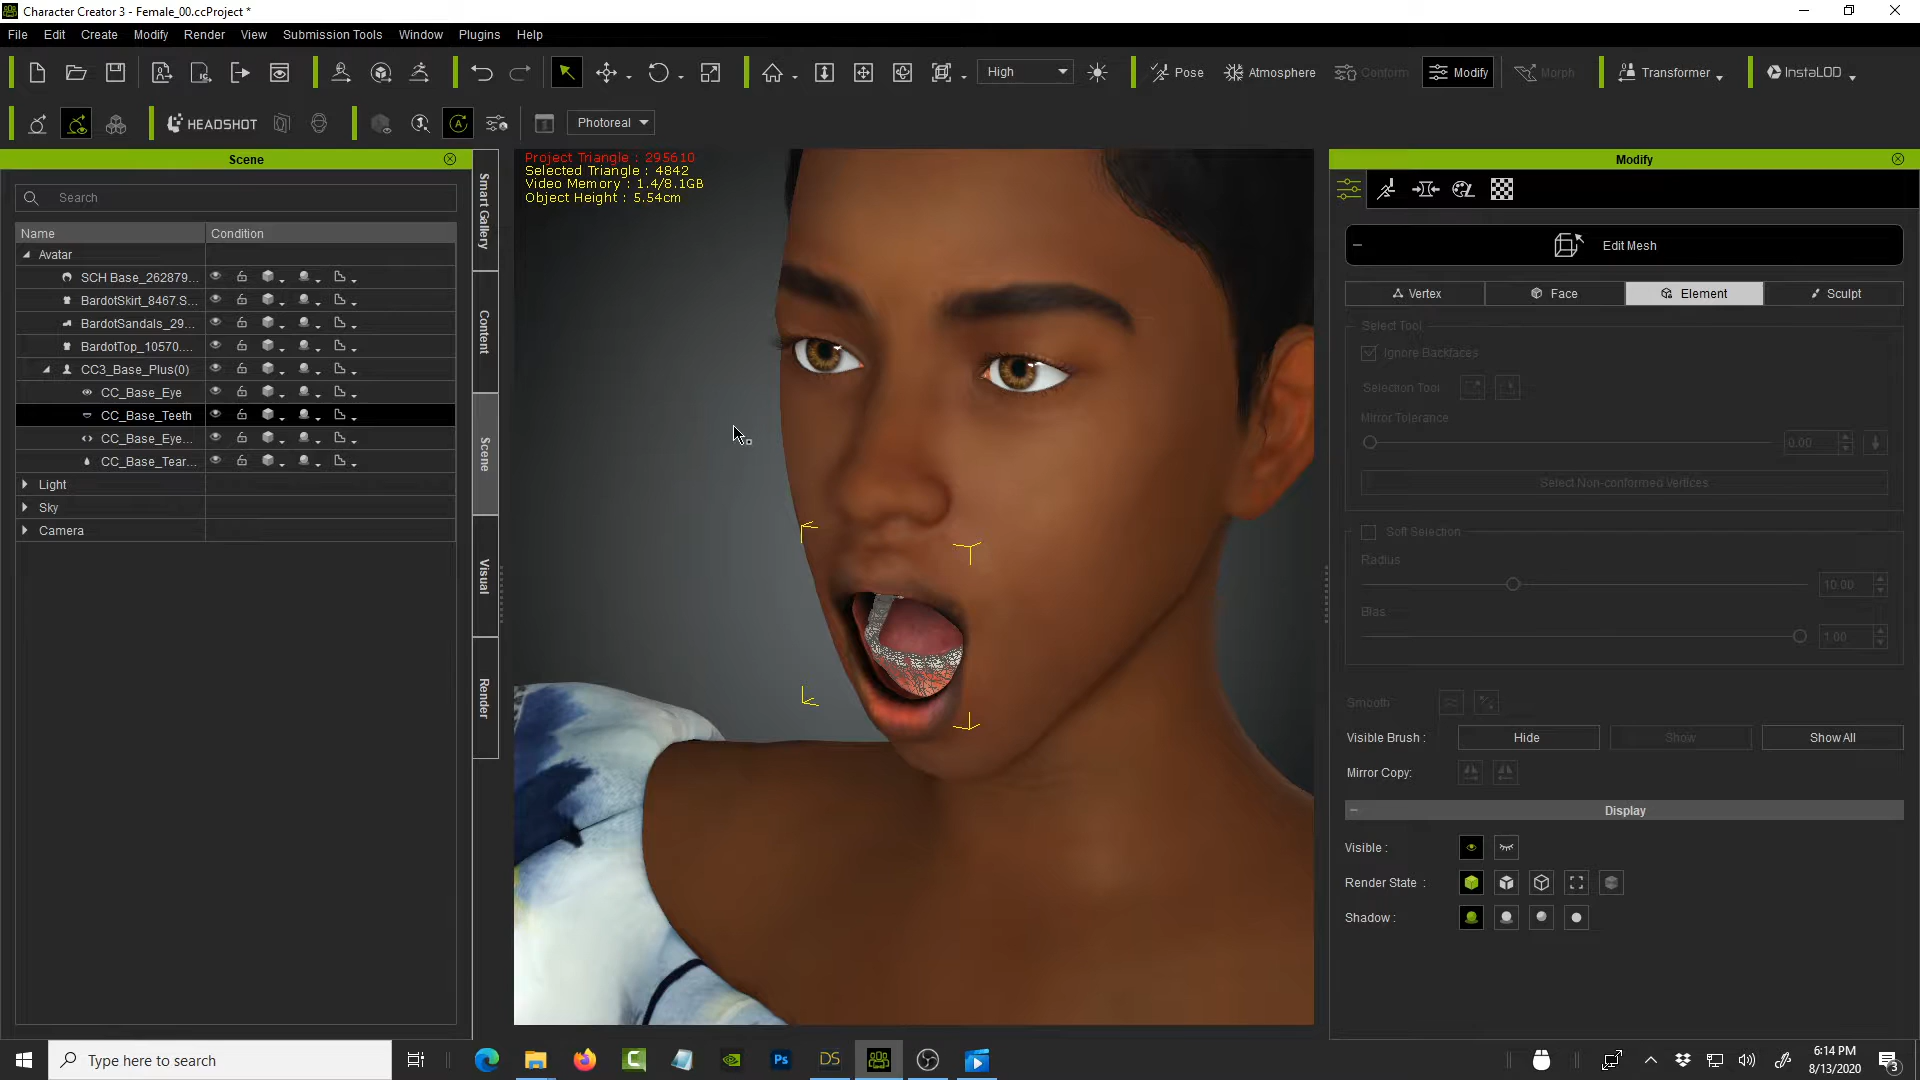 Character Creator 3 - Female_00.ccProject *
File Edit Create Modify Render View Submission Tools Window Plugins Help
High Pose Atmosphere Conform Modify Morph Transformer InstaLOD
HEADSHOT Photoreal
Scene
Search
Name Condition
Avatar
SCH Base_262879...
BardotSkirt_8467.S...
BardotSandals_29...
BardotTop_10570....
CC3_Base_Plus(0)
CC_Base_Eye
CC_Base_Teeth
CC_Base_Eye...
CC_Base_Tear...
Light
Sky
Camera
Smart Gallery
Content
Scene
Visual
Render
Project Triangle : 295610
Selected Triangle : 4842
Video Memory : 1.4/8.1GB
Object Height : 5.54cm
Modify
Edit Mesh
Vertex Face Element Sculpt
Select Tool
Ignore Backfaces
Selection Tool
Mirror Tolerance
0.00
Select Non-conformed Vertices
Soft Selection
Radius
10.00
Bias
1.00
Smooth
Visible Brush : Hide Show Show All
Mirror Copy:
Display
Visible :
Render State :
Shadow :
Type here to search
Ps DS
6:14 PM
8/13/2020
3